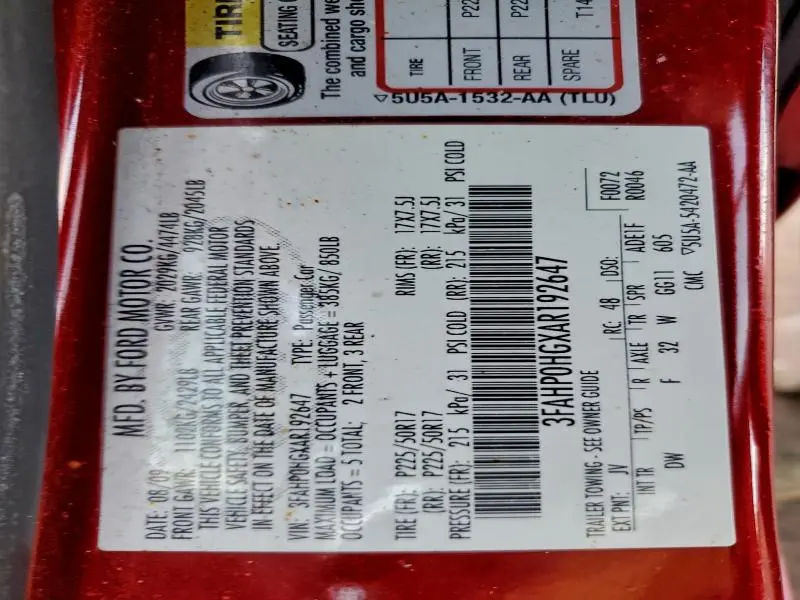 TIRE
SEATING
The combined we
and cargo sho
TIRE
FRONT P22
REAR P22
SPARE T14
▽5U5A-1532-AA (TLU)
MFD. BY FORD MOTOR CO.
DATE: 08/09 GVWR: 2029KG/4474LB
FRONT GAWR: 1100KG/2429LB REAR GAWR: 928KG/2045LB
THIS VEHICLE CONFORMS TO ALL APPLICABLE FEDERAL MOTOR
VEHICLE SAFETY, BUMPER, AND THEFT PREVENTION STANDARDS
IN EFFECT ON THE DATE OF MANUFACTURE SHOWN ABOVE.
VIN: 3FAHP0HGXAR192647 TYPE: Passenger Car
MAXIMUM LOAD = OCCUPANTS + LUGGAGE = 385KG/ 850LB
OCCUPANTS = 5 TOTAL; 2 FRONT, 3 REAR
TIRE (FR): P225/50R17 RIMS (FR): 17X7.5J
(RR): P225/50R17 (RR): 17X7.5J
PRESSURE (FR): 215 kPa/ 31 PSI COLD (RR): 215 kPa/ 31 PSI COLD
3FAHP0HGXAR192647
TRAILER TOWING - SEE OWNER GUIDE
F0072
EXT PNT: JV RC: 48 DSO: R0046
INT TR TP/PS R AXLE TR SPR ADE1F
DW F 32 W GG11 605
CMC ▽5U5A-5420472-AA